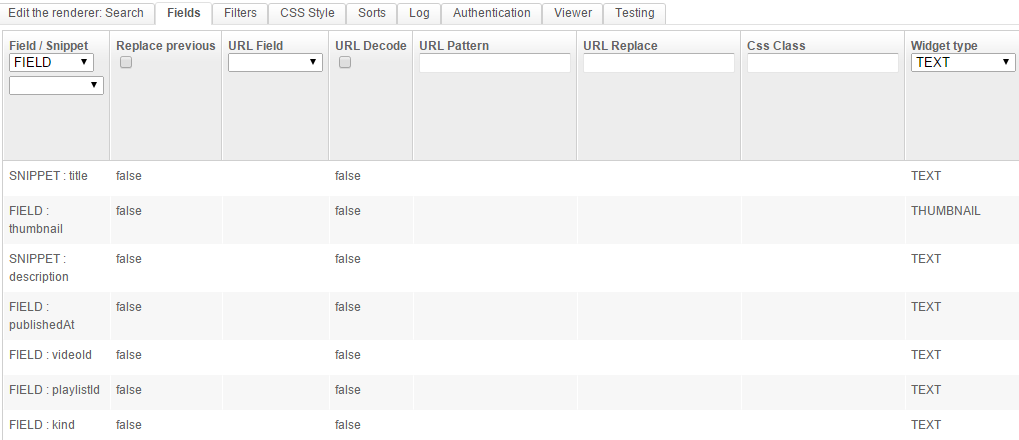 Edit the renderer: Search Fields Filters CSS Style Sorts Log Authentication Viewer Testing
Field / Snippet Replace previous URL Field URL Decode URL Pattern URL Replace Css Class Widget type
FIELD TEXT
SNIPPET : title false false TEXT
FIELD : false false THUMBNAIL
thumbnail
SNIPPET : false false TEXT
description
FIELD : false false TEXT
publishedAt
FIELD : videoId false false TEXT
FIELD : playlistId false false TEXT
FIELD : kind false false TEXT